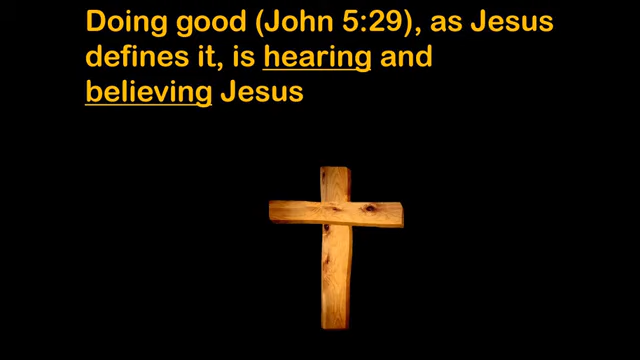 Doing good (John 5:29), as Jesus
defines it, is hearing and
believing Jesus